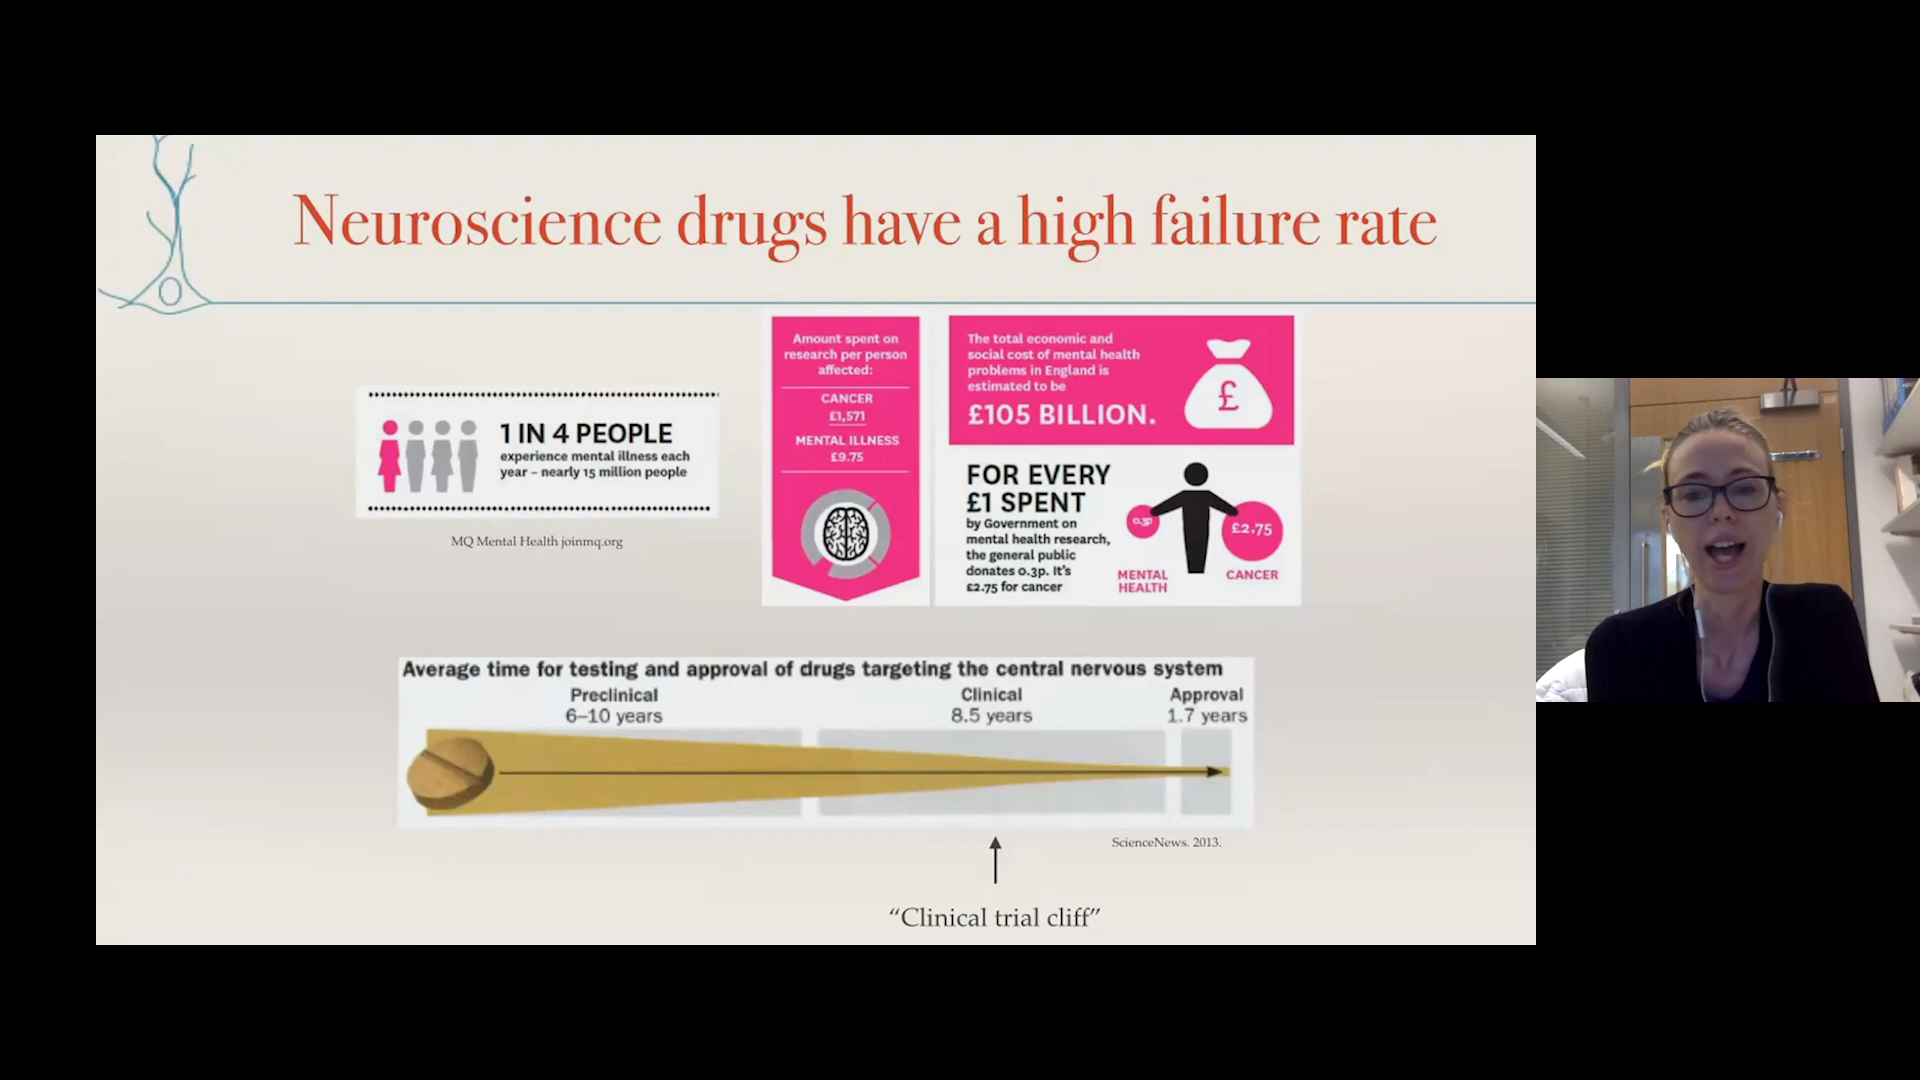 Neuroscience drugs have a high failure rate
1 IN 4 PEOPLE
experience mental illness each
year – nearly 15 million people
MQ Mental Health joinmq.org
Amount spent on
research per person
affected:
CANCER
£1,571
MENTAL ILLNESS
£9.75
The total economic and
social cost of mental health
problems in England is
estimated to be
£105 BILLION.
£
FOR EVERY
£1 SPENT
by Government on
mental health research,
the general public
donates 0.3p. It's
£2.75 for cancer
0.3p
£2.75
MENTAL
HEALTH
CANCER
Average time for testing and approval of drugs targeting the central nervous system
Preclinical
6–10 years
Clinical
8.5 years
Approval
1.7 years
ScienceNews. 2013.
“Clinical trial cliff”